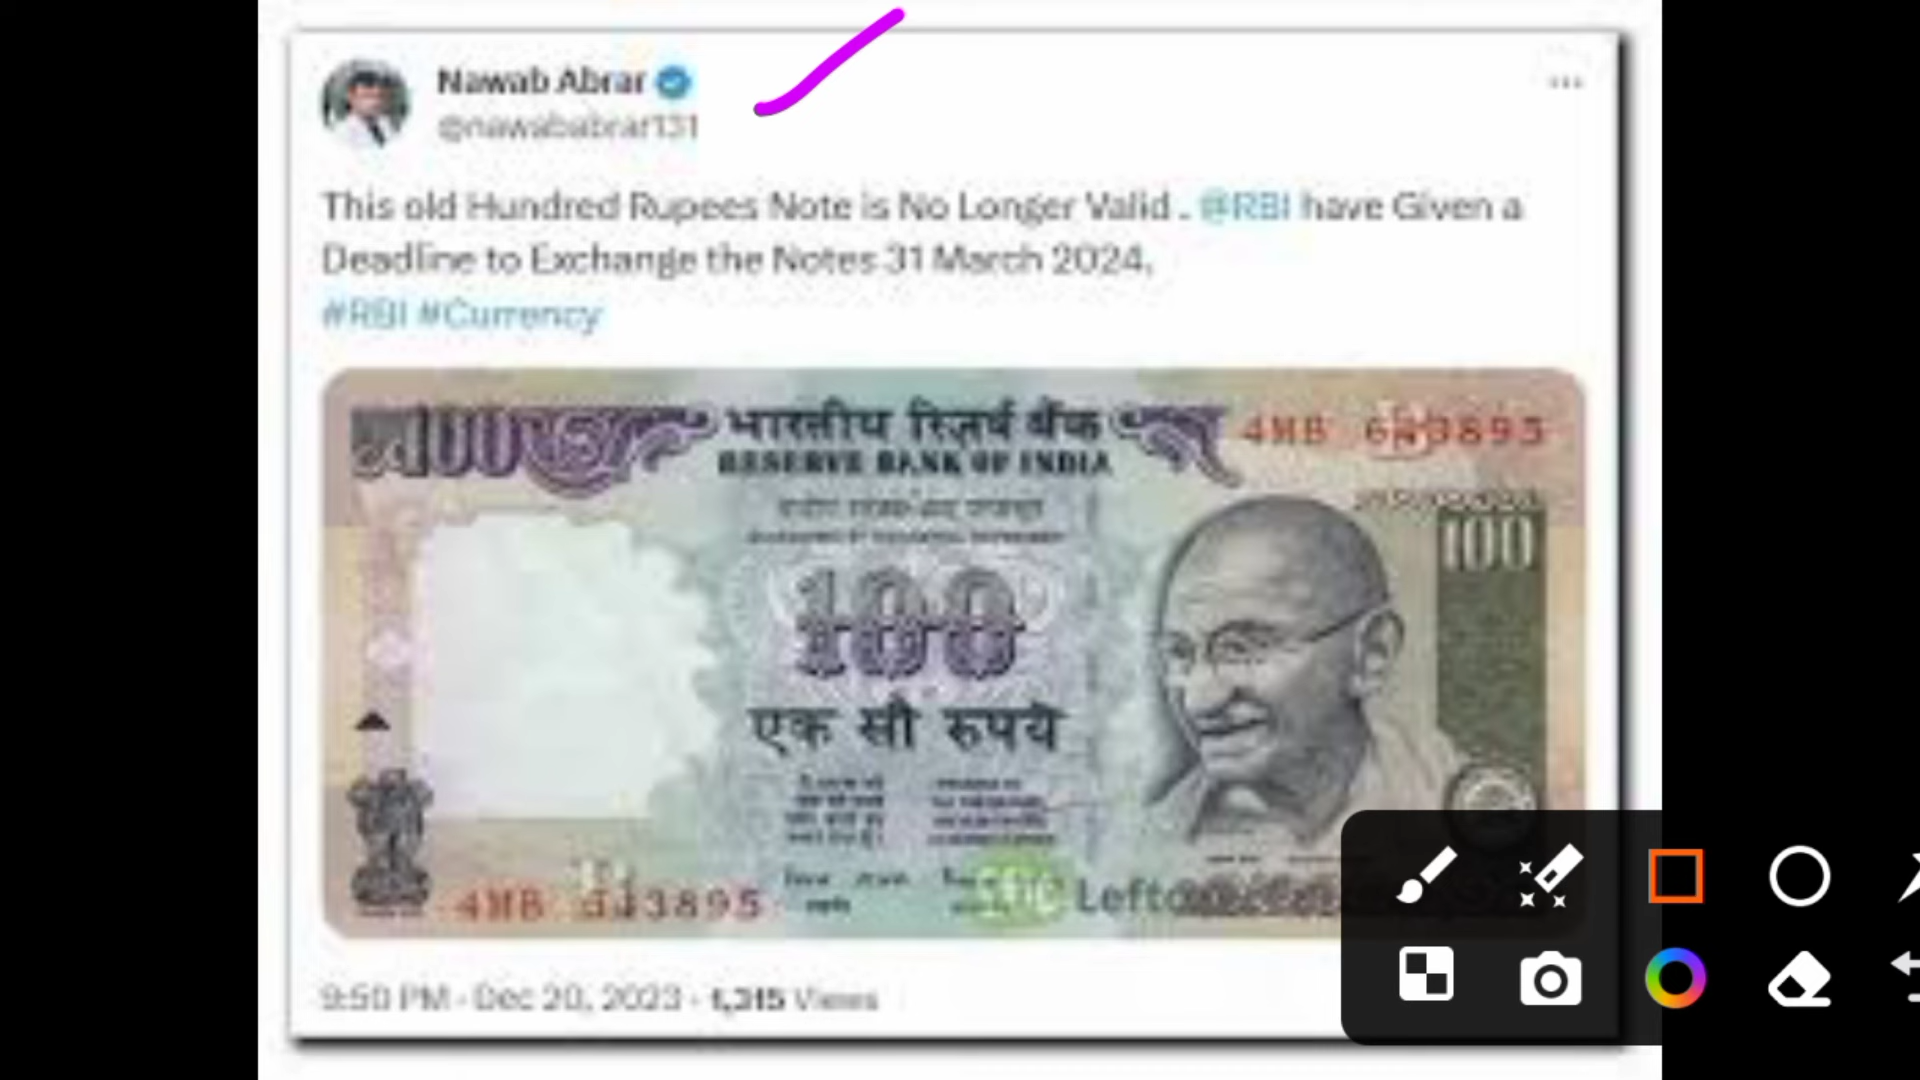 Nawab Abrar
@nawababrar131
This old Hundred Rupees Note is No Longer Valid . @RBI have Given a
Deadline to Exchange the Notes 31 March 2024,
#RBI #Currency
100
भारतीय रिज़र्व बैंक
RESERVE BANK OF INDIA
4MB
3895
100
100
एक सौ रुपये
4MB
3895
the Left
9:50 PM · Dec 20, 2023 · 1,315 Views